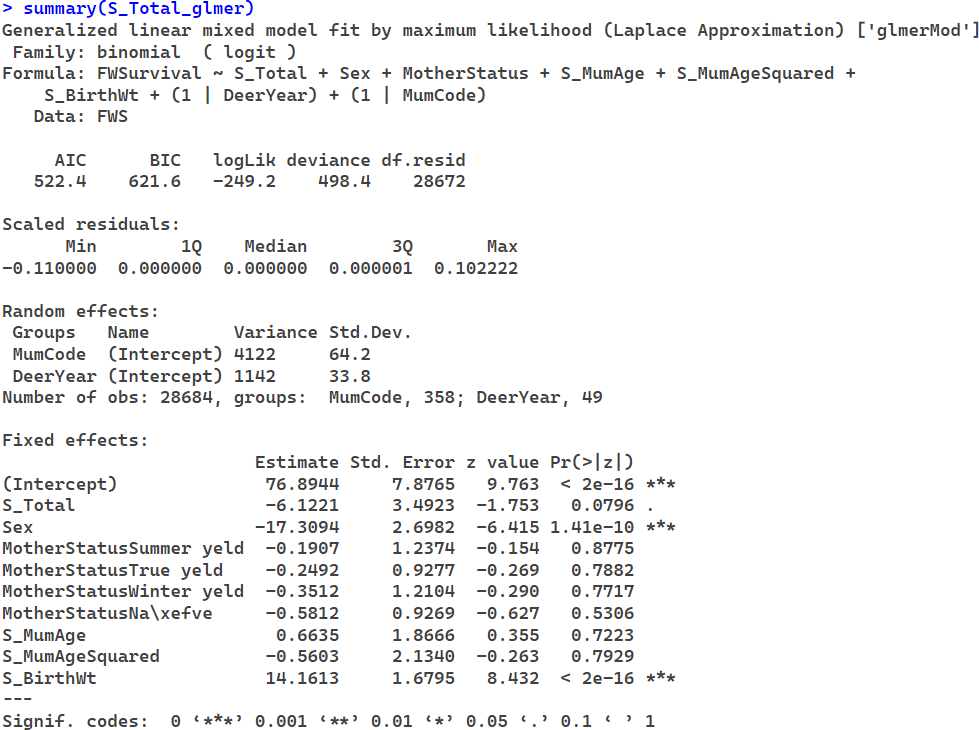 > summary(S_Total_glmer)
Generalized linear mixed model fit by maximum likelihood (Laplace Approximation) ['glmerMod']
 Family: binomial  ( logit )
Formula: FWSurvival ~ S_Total + Sex + MotherStatus + S_MumAge + S_MumAgeSquared +
    S_BirthWt + (1 | DeerYear) + (1 | MumCode)
   Data: FWS

     AIC      BIC   logLik deviance df.resid
   522.4    621.6   -249.2    498.4    28672

Scaled residuals:
      Min        1Q    Median        3Q       Max
-0.110000  0.000000  0.000000  0.000001  0.102222

Random effects:
 Groups   Name        Variance Std.Dev.
 MumCode  (Intercept) 4122     64.2
 DeerYear (Intercept) 1142     33.8
Number of obs: 28684, groups:  MumCode, 358; DeerYear, 49

Fixed effects:
                        Estimate Std. Error z value Pr(>|z|)
(Intercept)              76.8944     7.8765   9.763  < 2e-16 ***
S_Total                  -6.1221     3.4923  -1.753   0.0796 .
Sex                     -17.3094     2.6982  -6.415 1.41e-10 ***
MotherStatusSummer yeld  -0.1907     1.2374  -0.154   0.8775
MotherStatusTrue yeld    -0.2492     0.9277  -0.269   0.7882
MotherStatusWinter yeld  -0.3512     1.2104  -0.290   0.7717
MotherStatusNa\xefve     -0.5812     0.9269  -0.627   0.5306
S_MumAge                  0.6635     1.8666   0.355   0.7223
S_MumAgeSquared          -0.5603     2.1340  -0.263   0.7929
S_BirthWt                14.1613     1.6795   8.432  < 2e-16 ***
---
Signif. codes:  0 ‘***’ 0.001 ‘**’ 0.01 ‘*’ 0.05 ‘.’ 0.1 ‘ ’ 1